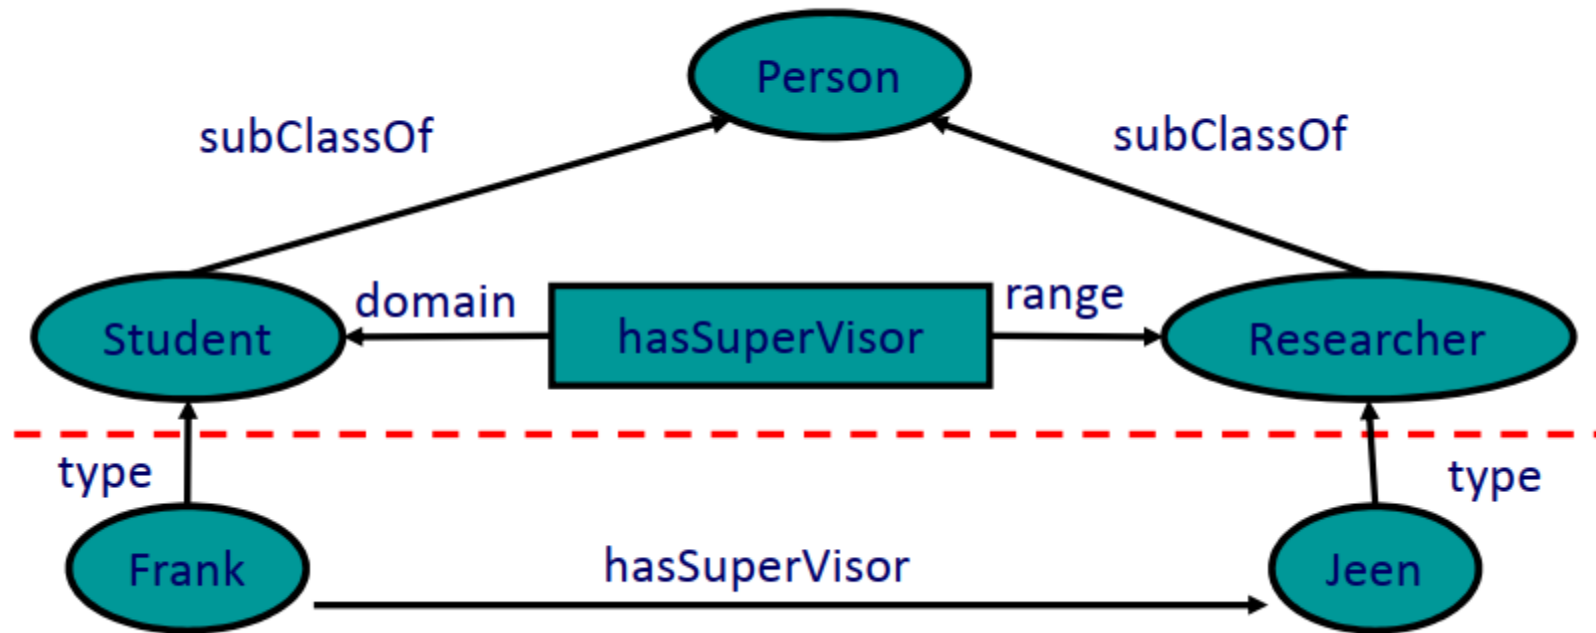 Person
subClassOf
subClassOf
domain
range
Student
hasSuperVisor
Researcher
type
type
Frank
hasSuperVisor
Jeen